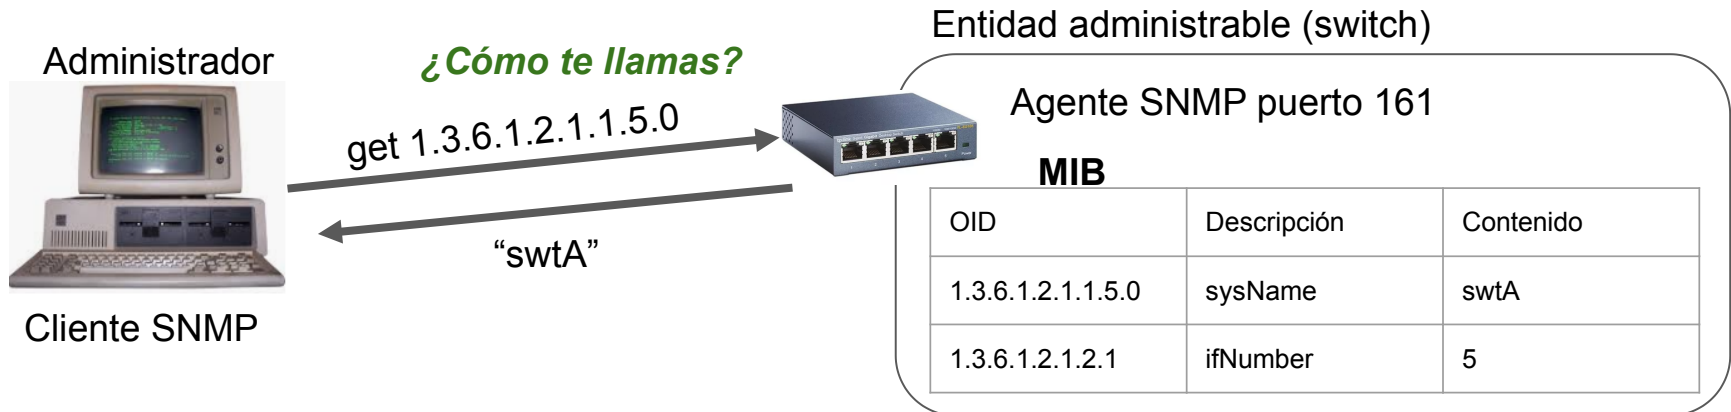 Administrador
Cliente SNMP
¿Cómo te llamas?
get 1.3.6.1.2.1.1.5.0
“swtA”
Entidad administrable (switch)
Agente SNMP puerto 161
MIB
OID Descripción Contenido
1.3.6.1.2.1.1.5.0 sysName swtA
1.3.6.1.2.1.2.1 ifNumber 5